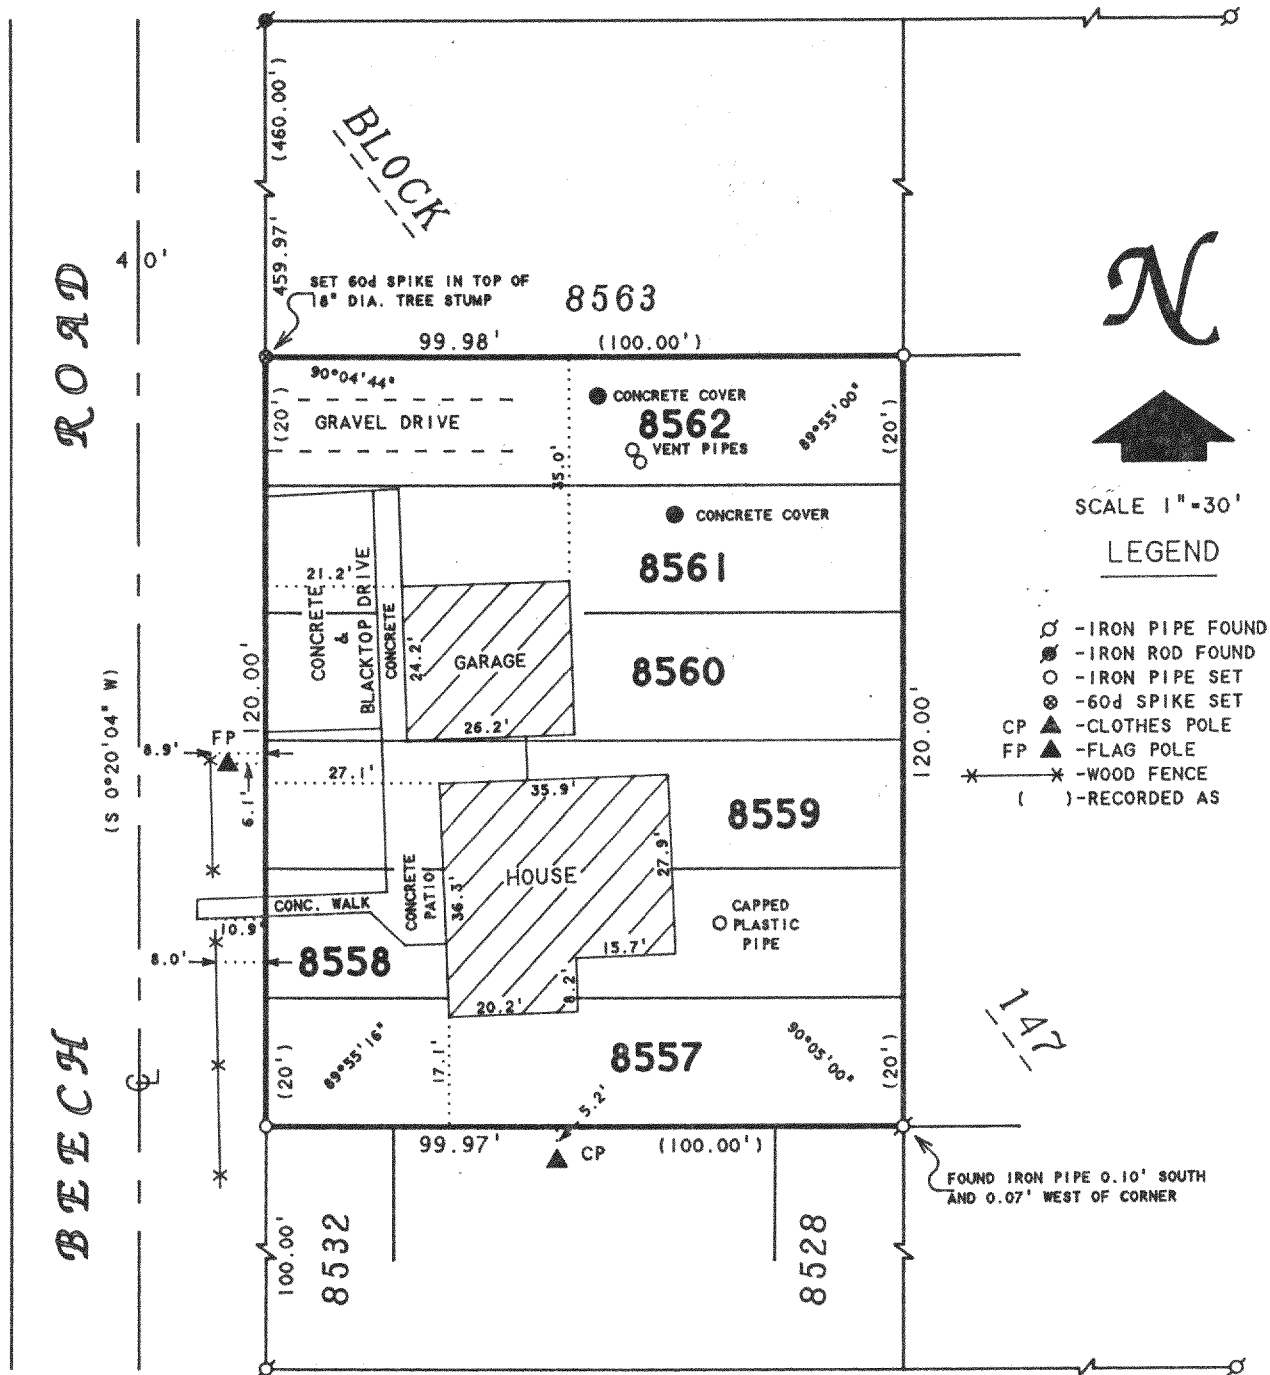 (460.00')
BLOCK
459.97'
ROAD
40'
SET 60d SPIKE IN TOP OF
18" DIA. TREE STUMP
8563
99.98'
(100.00')
N
90°04'44"
(20')
GRAVEL DRIVE
CONCRETE COVER
8562
VENT PIPES
89°55'00"
(20')
35.0'
SCALE 1"=30'
LEGEND
CONCRETE COVER
8561
21.2'
CONCRETE
&
BLACKTOP DRIVE
CONCRETE
24.2'
GARAGE
26.2'
8560
-IRON PIPE FOUND
-IRON ROD FOUND
-IRON PIPE SET
-60d SPIKE SET
CP -CLOTHES POLE
FP -FLAG POLE
-WOOD FENCE
( )-RECORDED AS
(S 0°20'04" W)
120.00'
120.00'
FP
8.9'
6.1'
27.1'
35.9'
8559
27.9'
HOUSE
36.3'
CONCRETE
PATIO
CONC. WALK
10.9'
8.0'
8558
CAPPED
PLASTIC
PIPE
15.7'
8.2'
20.2'
147
BEECH
CL
(20')
89°55'16"
17.1'
8557
90°05'00"
(20')
5.2'
99.97'
CP
(100.00')
FOUND IRON PIPE 0.10' SOUTH
AND 0.07' WEST OF CORNER
100.00'
8532
8528